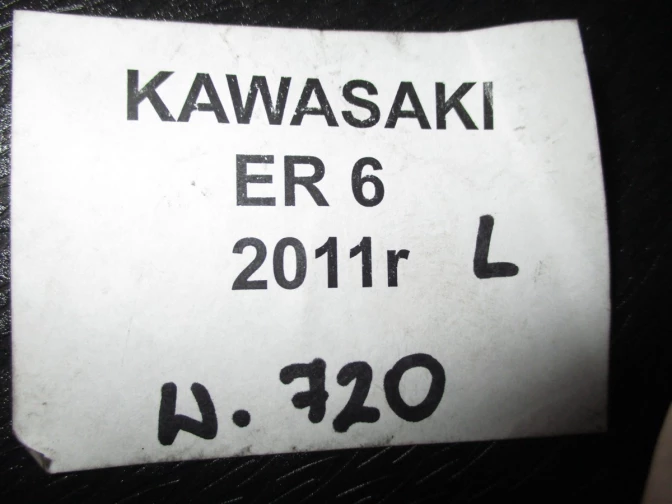 KAWASAKI
ER 6
2011r L
N. 720